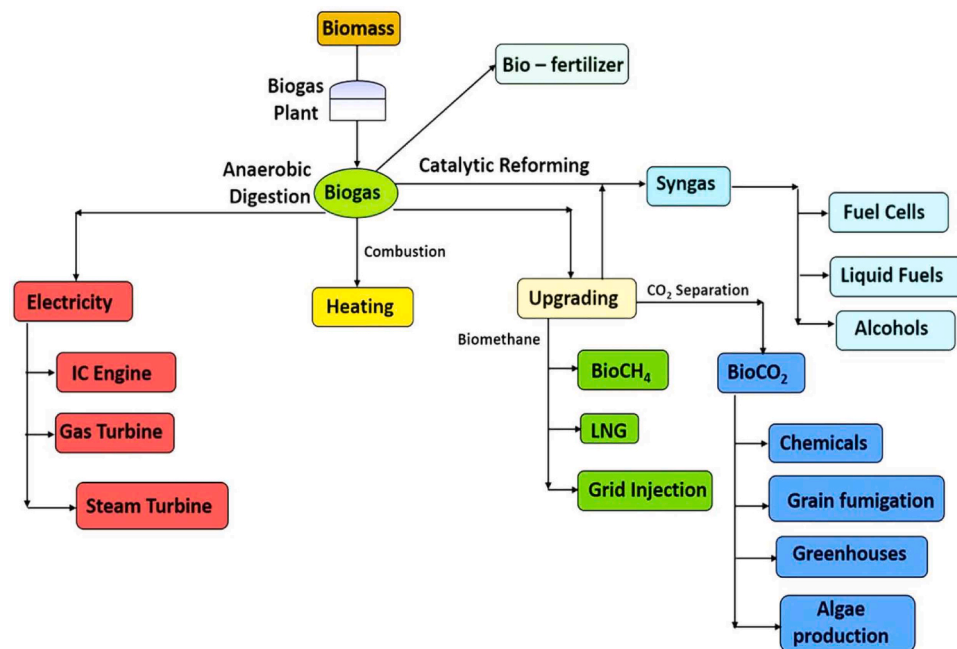 Biomass
Bio – fertilizer
Biogas
Plant
Anaerobic
Digestion
Biogas
Catalytic Reforming
Syngas
Fuel Cells
Liquid Fuels
Alcohols
Combustion
Electricity
Heating
Upgrading
CO₂ Separation
Biomethane
IC Engine
Gas Turbine
Steam Turbine
BioCH₄
LNG
Grid Injection
BioCO₂
Chemicals
Grain fumigation
Greenhouses
Algae
production